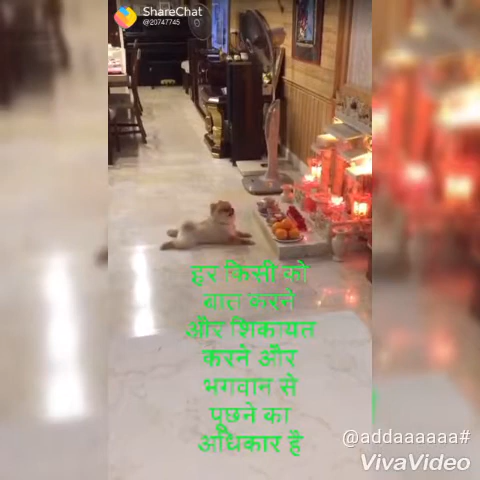 ShareChat
@20747745
हर किसी को
बात करने
और शिकायत
करने और
भगवान से
पूछने का
अधिकार है
@addaaaaaa#
VivaVideo